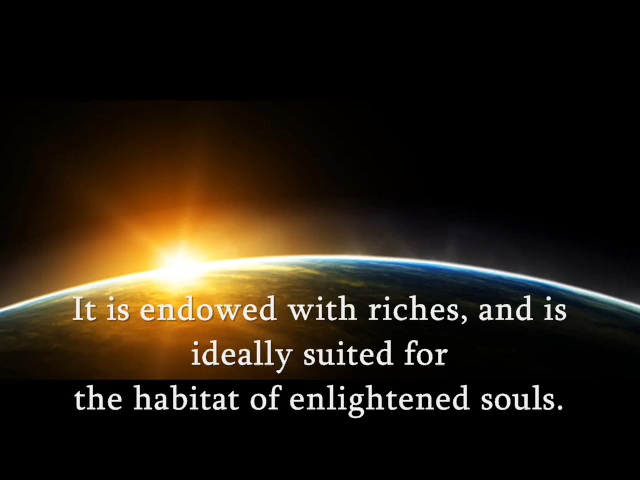 It is endowed with riches, and is
ideally suited for
the habitat of enlightened souls.